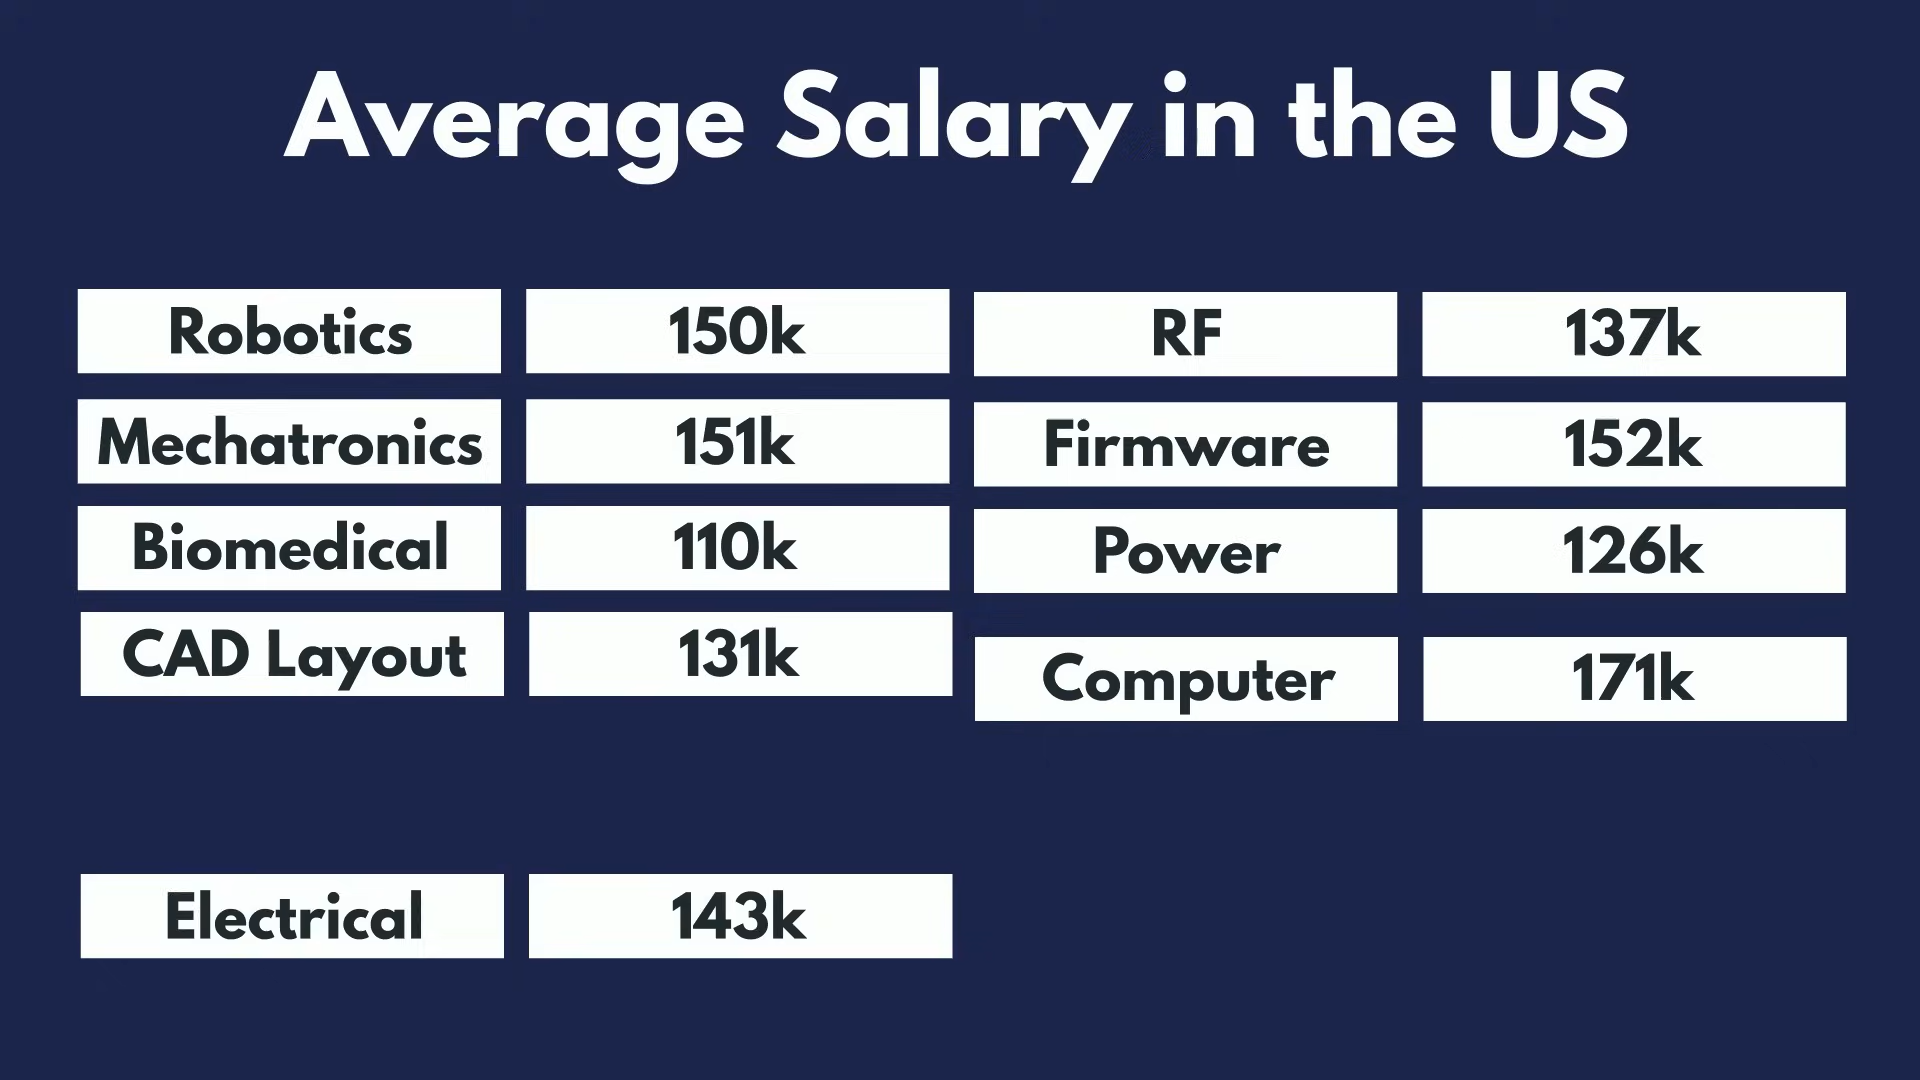 Average Salary in the US
Robotics 150k RF 137k
Mechatronics 151k Firmware 152k
Biomedical 110k Power 126k
CAD Layout 131k Computer 171k
Electrical 143k